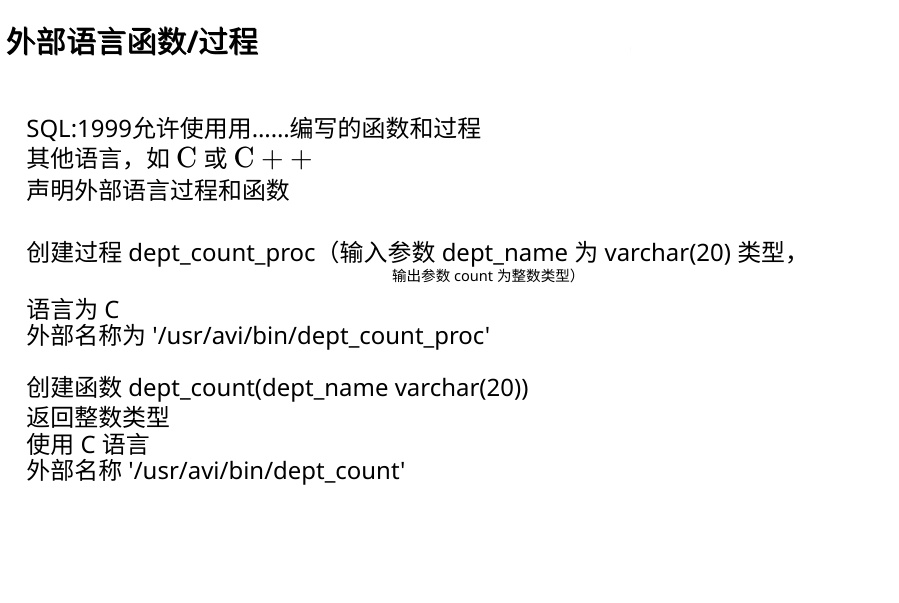 外部语言函数/过程
SQL:1999允许使用用……编写的函数和过程
其他语言，如 C 或 C + +
声明外部语言过程和函数
创建过程 dept_count_proc（输入参数 dept_name 为 varchar(20) 类型，
输出参数 count 为整数类型）
语言为 C
外部名称为 '/usr/avi/bin/dept_count_proc'
创建函数 dept_count(dept_name varchar(20))
返回整数类型
使用 C 语言
外部名称 '/usr/avi/bin/dept_count'